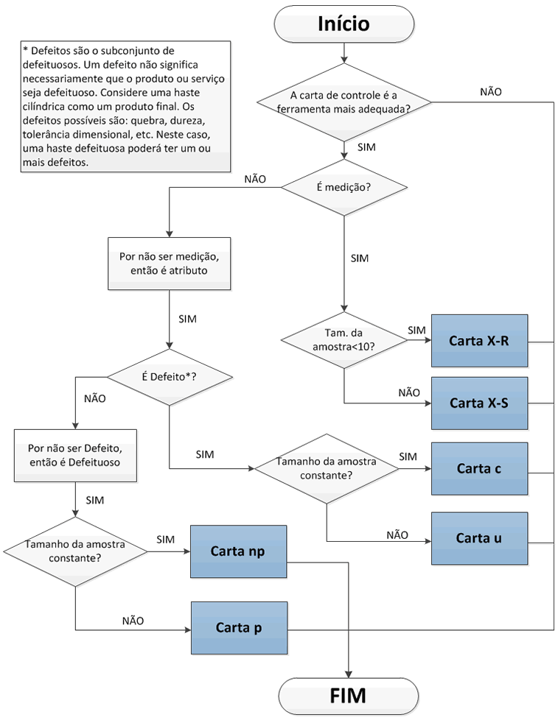 Início
* Defeitos são o subconjunto de
defeituosos. Um defeito não significa
necessariamente que o produto ou serviço
seja defeituoso. Considere uma haste
cilíndrica como um produto final. Os
defeitos possíveis são: quebra, dureza,
tolerância dimensional, etc. Neste caso,
uma haste defeituosa poderá ter um ou
mais defeitos.
A carta de controle é a
ferramenta mais adequada?
NÃO
SIM
É medição?
NÃO
SIM
Por não ser medição,
então é atributo
SIM
Tam. da
amostra<10?
SIM
Carta X-R
NÃO
Carta X-S
É Defeito*?
NÃO
SIM
Por não ser Defeito,
então é Defeituoso
SIM
Tamanho da amostra
constante?
SIM
Carta c
NÃO
Carta u
Tamanho da amostra
constante?
SIM
Carta np
NÃO
Carta p
FIM